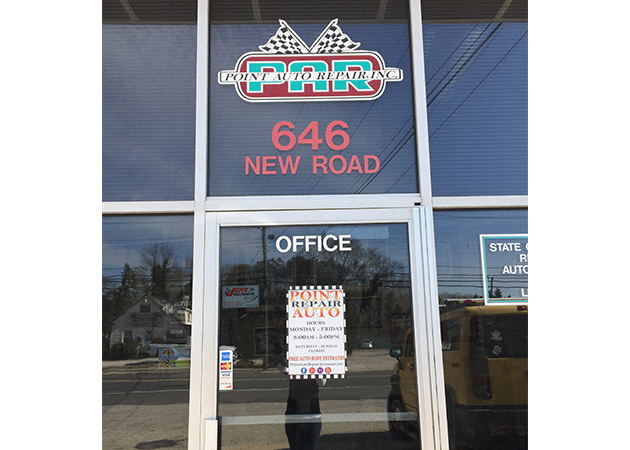 PAR
POINT AUTO REPAIR, INC.
646
NEW ROAD
OFFICE
STATE
AUTO
POINT
REPAIR
AUTO
HOURS:
MONDAY - FRIDAY
8:00AM - 5:00PM
SATURDAY - SUNDAY
CLOSED
FREE AUTO BODY ESTIMATES